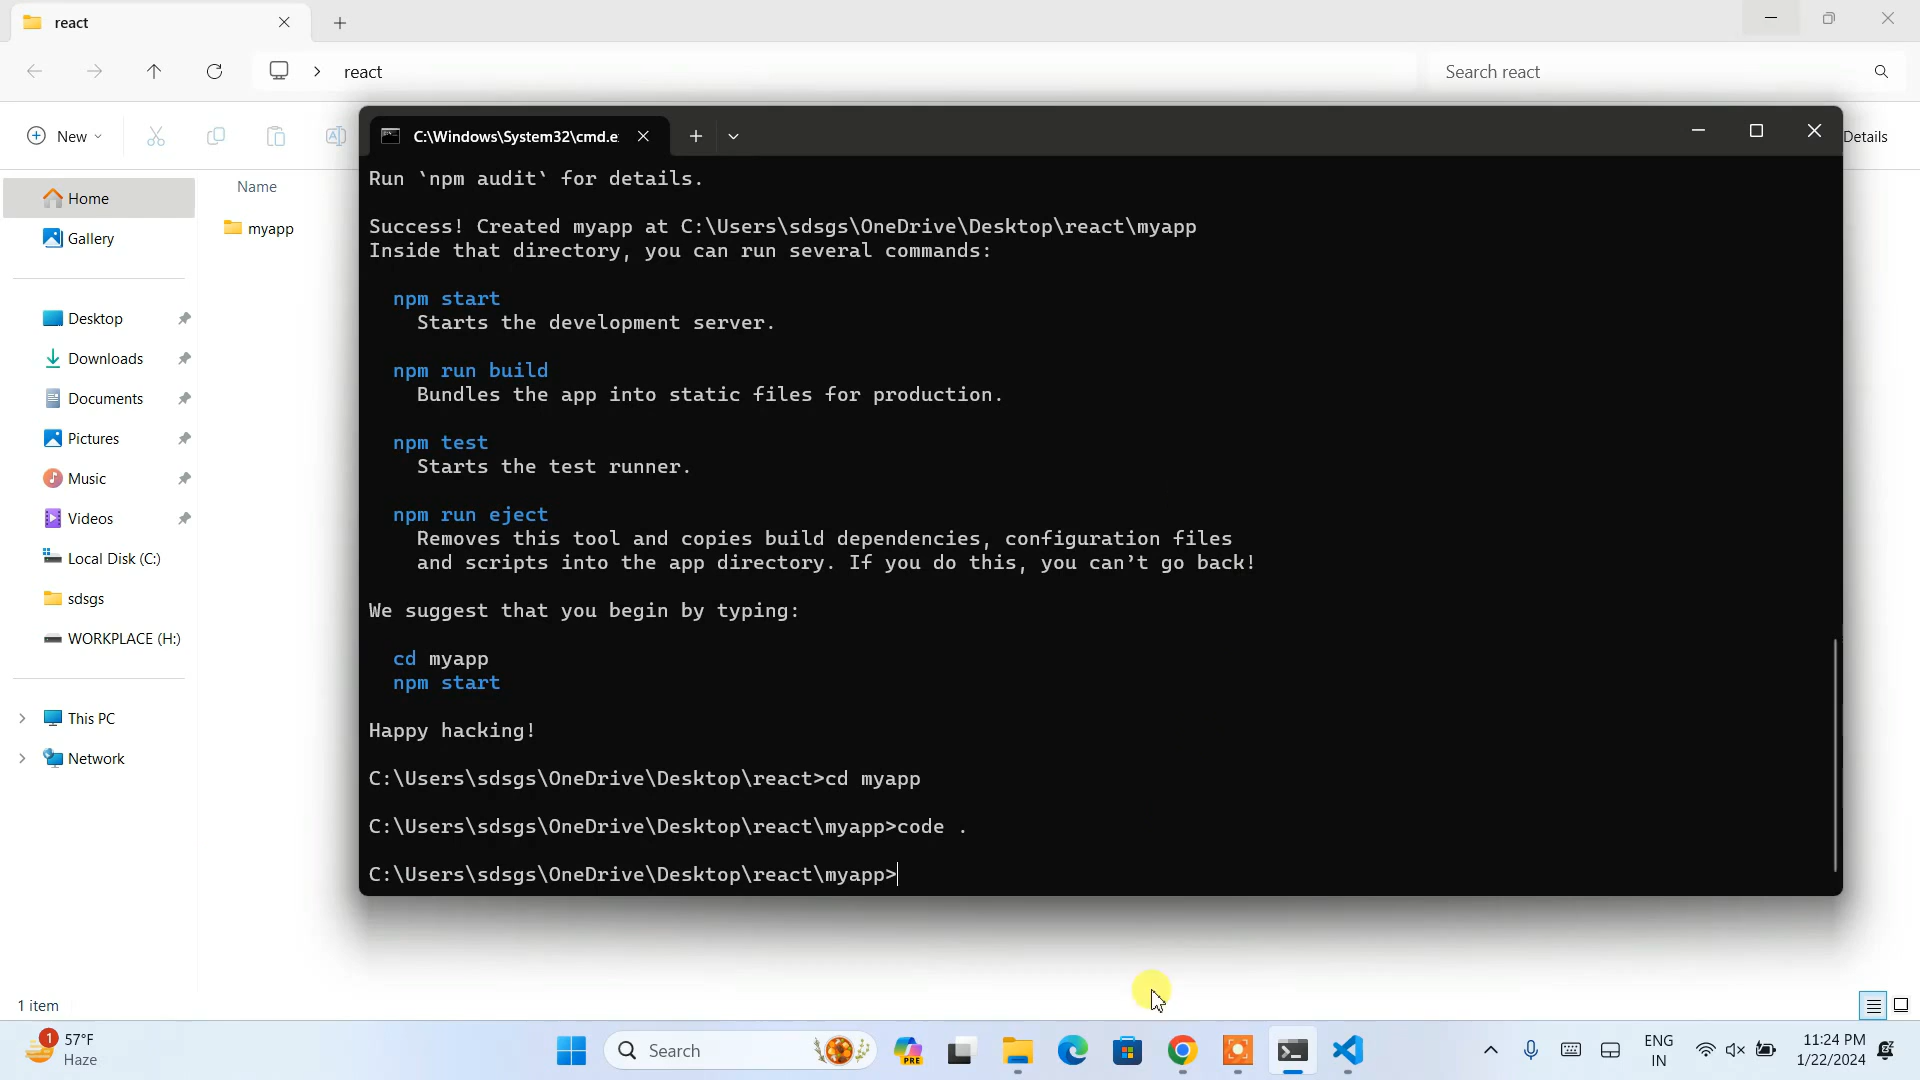 react
react
Search react
New
Details
C:\Windows\System32\cmd.e
Home
Gallery
Desktop
Downloads
Documents
Pictures
Music
Videos
Local Disk (C:)
sdsgs
WORKPLACE (H:)
This PC
Network
Name
myapp
Run `npm audit` for details.
Success! Created myapp at C:\Users\sdsgs\OneDrive\Desktop\react\myapp
Inside that directory, you can run several commands:
npm start
Starts the development server.
npm run build
Bundles the app into static files for production.
npm test
Starts the test runner.
npm run eject
Removes this tool and copies build dependencies, configuration files
and scripts into the app directory. If you do this, you can’t go back!
We suggest that you begin by typing:
cd myapp
npm start
Happy hacking!
C:\Users\sdsgs\OneDrive\Desktop\react>cd myapp
C:\Users\sdsgs\OneDrive\Desktop\react\myapp>code .
C:\Users\sdsgs\OneDrive\Desktop\react\myapp>
1 item
1
57°F
Haze
Search
PRE
ENG
IN
11:24 PM
1/22/2024